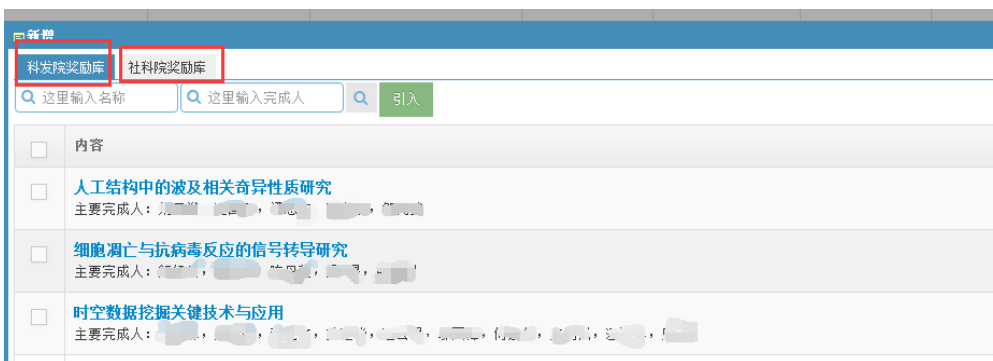 新增
科发院奖励库 社科院奖励库
这里输入名称 这里输入完成人 引入
内容
人工结构中的波及相关奇异性质研究
主要完成人：
细胞凋亡与抗病毒反应的信号转导研究
主要完成人：
时空数据挖掘关键技术与应用
主要完成人：